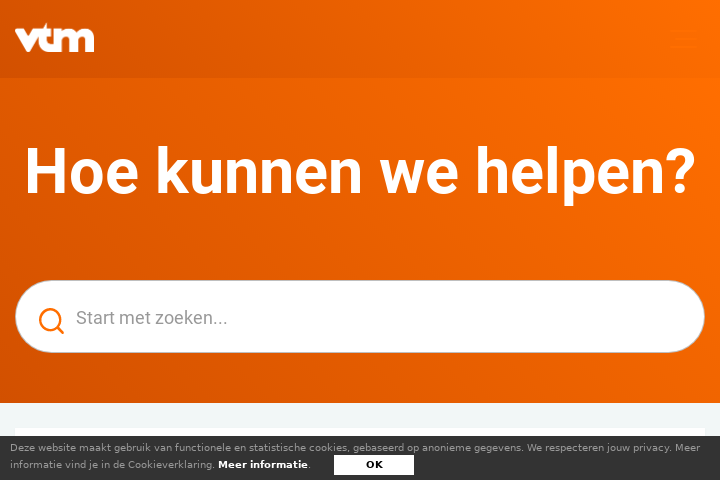 vtm
Hoe kunnen we helpen?
Start met zoeken...
Deze website maakt gebruik van functionele en statistische cookies, gebaseerd op anonieme gegevens. We respecteren jouw privacy. Meer
informatie vind je in de Cookieverklaring. Meer informatie.
OK